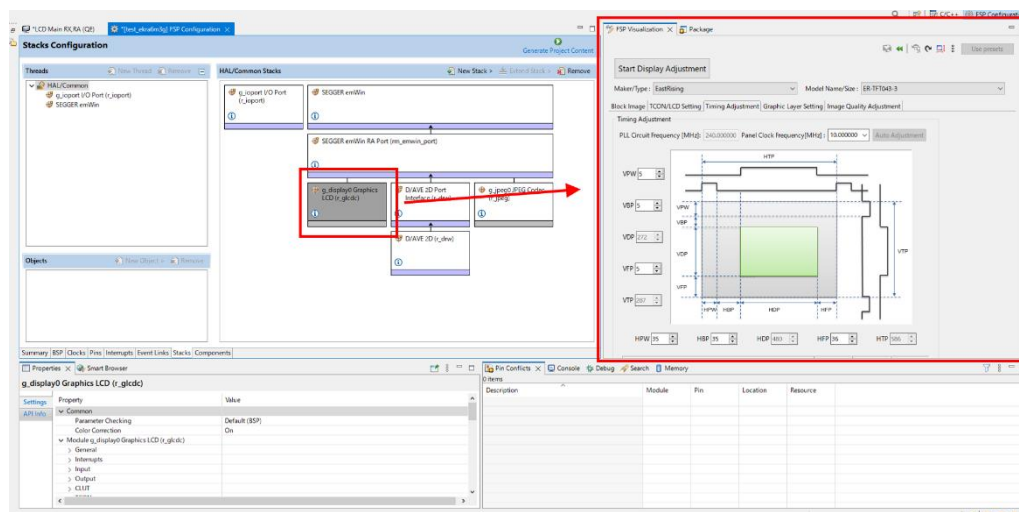 *LCD Main RX,RA (QE)
*[test_ekra6m3g] FSP Configuration
C/C++
FSP Configurat
Stacks Configuration
Generate Project Content
Threads
New Thread
Remove
HAL/Common
g_ioport I/O Port (r_ioport)
SEGGER emWin
Objects
New Object >
Remove
HAL/Common Stacks
New Stack >
Extend Stack >
Remove
g_ioport I/O Port
(r_ioport)
SEGGER emWin
SEGGER emWin RA Port (rm_emwin_port)
g_display0 Graphics
LCD (r_glcdc)
D/AVE 2D Port
Interface (r_drw)
g_jpeg0 JPEG Codec
(r_jpeg)
D/AVE 2D (r_drw)
Summary
BSP
Clocks
Pins
Interrupts
Event Links
Stacks
Components
FSP Visualization
Package
Use presets
Start Display Adjustment
Maker/Type : EastRising
Model Name/Size : ER-TFT043-3
Block Image
TCON/LCD Setting
Timing Adjustment
Graphic Layer Setting
Image Quality Adjustment
Timing Adjustment
PLL Circuit Frequency [MHz]: 240.000000
Panel Clock Frequency[MHz] : 10.000000
Auto Adjustment
HTP
VPW 5
VBP 5
VDP 272
VFP 5
VTP 287
VPW
VBP
VDP
VFP
VTP
HPW
HBP
HDP
HFP
HPW 35
HBP 35
HDP 480
HFP 36
HTP 586
Properties
Smart Browser
g_display0 Graphics LCD (r_glcdc)
Settings
API Info
Property
Value
Common
Parameter Checking
Default (BSP)
Color Correction
On
Module g_display0 Graphics LCD (r_glcdc)
General
Interrupts
Input
Output
CLUT
Pin Conflicts
Console
Debug
Search
Memory
0 items
Description
Module
Pin
Location
Resource